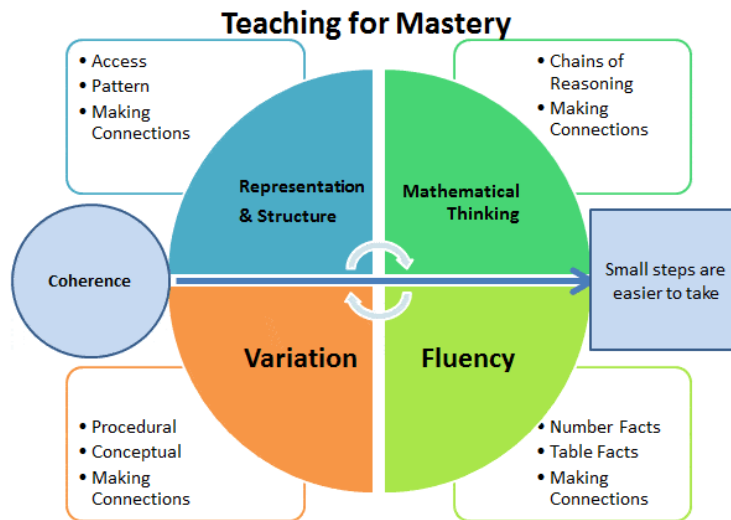 Teaching for Mastery
• Access
• Pattern
• Making
Connections
• Chains of
Reasoning
• Making
Connections
Representation
& Structure
Mathematical
Thinking
Coherence
Small steps are
easier to take
Variation
Fluency
• Procedural
• Conceptual
• Making
Connections
• Number Facts
• Table Facts
• Making
Connections